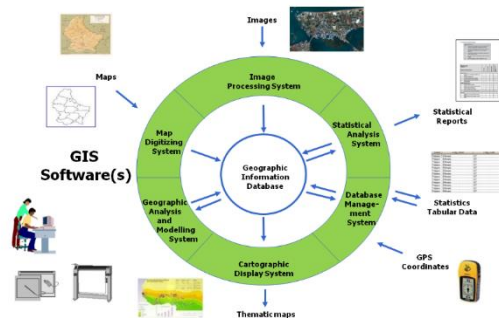 Images
Image
Processing System
Maps
Map
Digitizing
System
Statistical
Analysis
System
Statistical
Reports
GIS
Software(s)
Geographic
Information
Database
Geographic
Analysis
and
Modelling
System
Database
Manage-
ment
System
Statistics
Tabular Data
GPS
Coordinates
Cartographic
Display System
Thematic maps